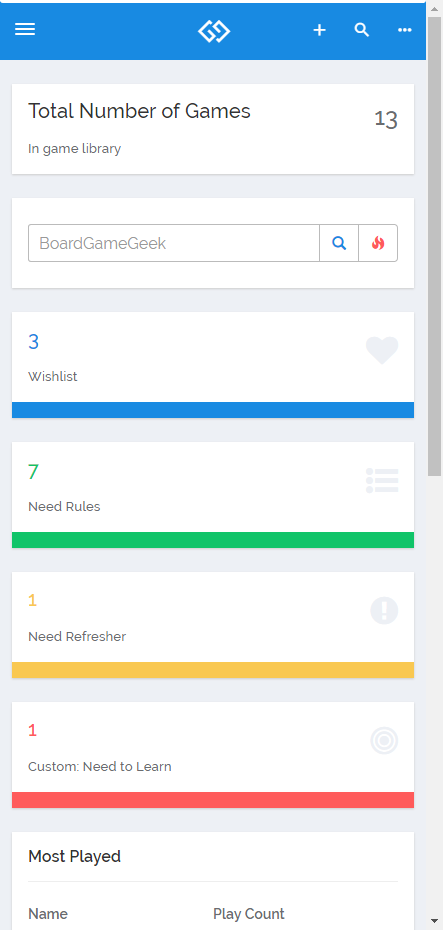 Total Number of Games
13
In game library
BoardGameGeek
3
Wishlist
7
Need Rules
1
Need Refresher
1
Custom: Need to Learn
Most Played
Name Play Count